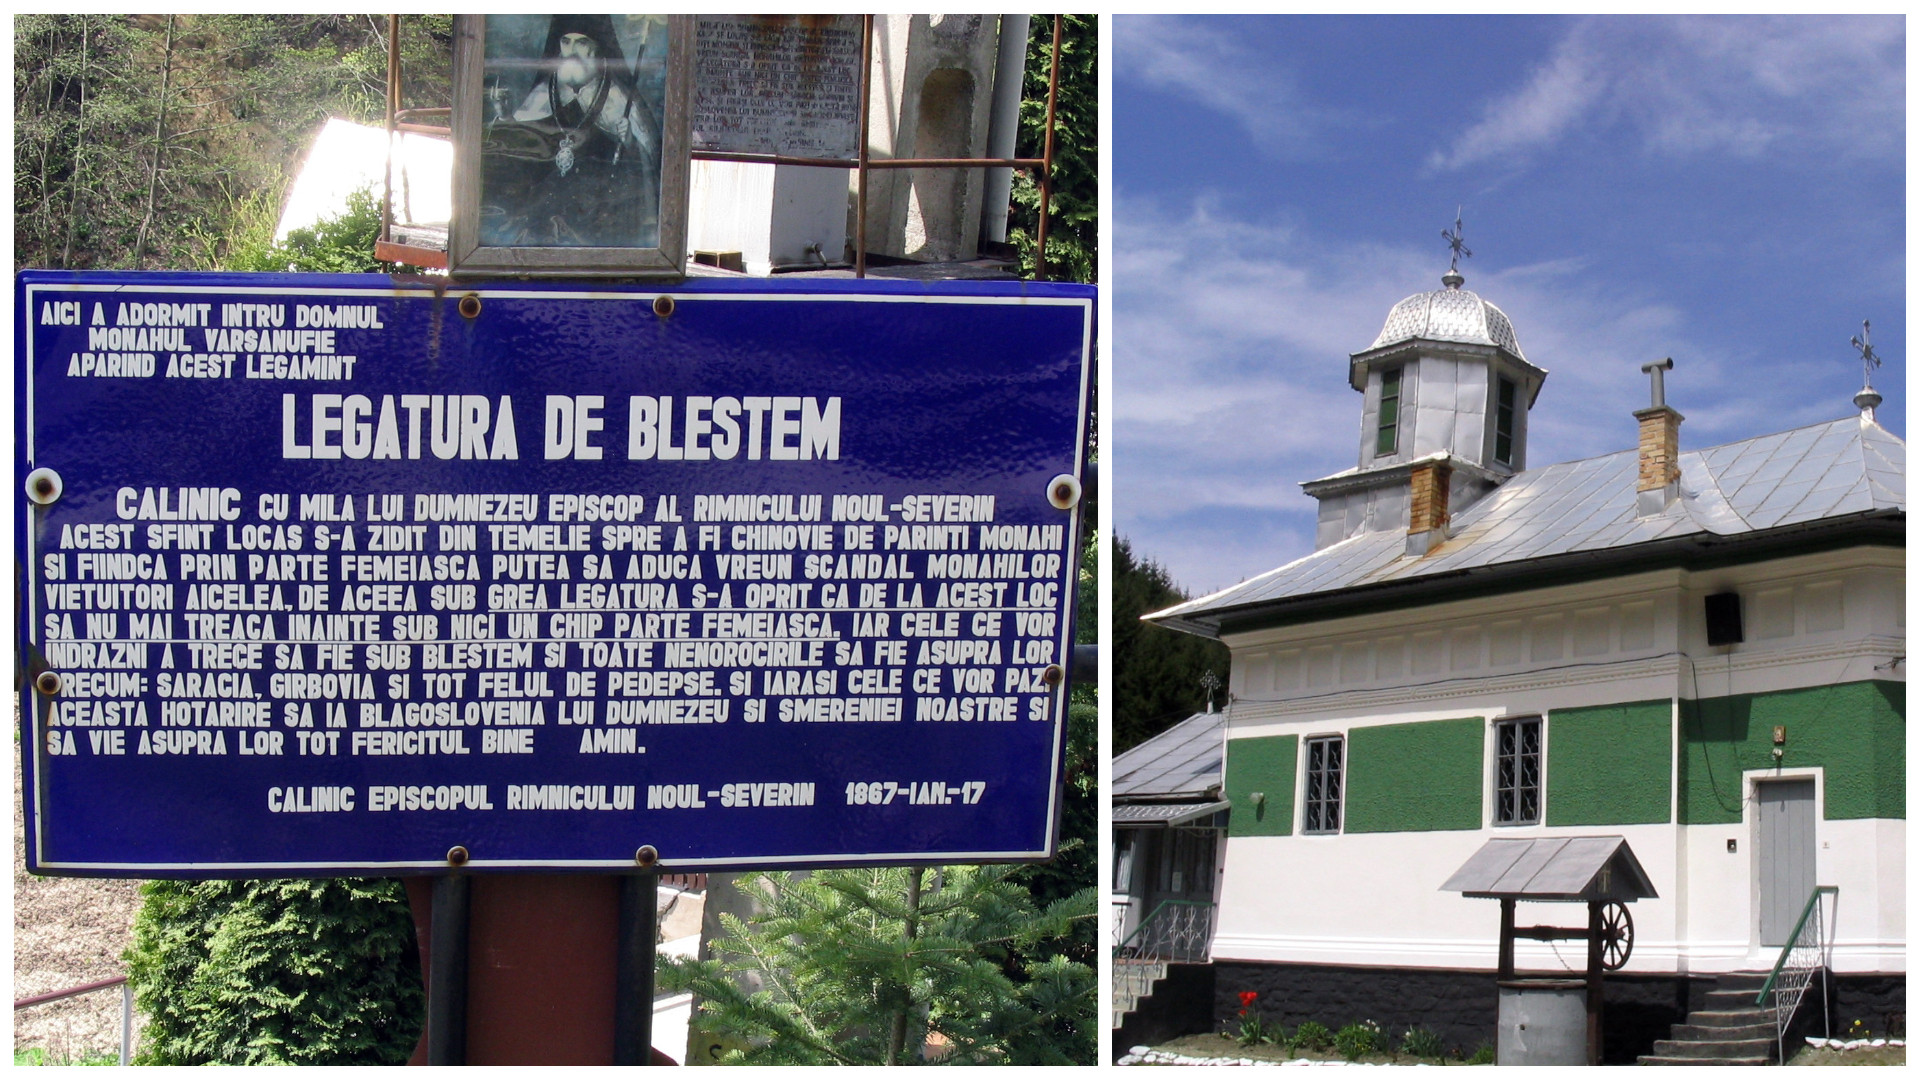 AICI A ADORMIT INTRU DOMNUL
MONAHUL VARSANUFIE
APARIND ACEST LEGAMINT
LEGATURA DE BLESTEM
CALINIC CU MILA LUI DUMNEZEU EPISCOP AL RIMNICULUI NOUL-SEVERIN
ACEST SFINT LOCAS S-A ZIDIT DIN TEMELIE SPRE A FI CHINOVIE DE PARINTI MONAHI
SI FIINDCA PRIN PARTE FEMEIASCA PUTEA SA ADUCA VREUN SCANDAL MONAHILOR
VIETUITORI AICELEA, DE ACEEA SUB GREA LEGATURA S-A OPRIT CA DE LA ACEST LOC
SA NU MAI TREACA INAINTE SUB NICI UN CHIP PARTE FEMEIASCA. IAR CELE CE VOR
INDRAZNI A TRECE SA FIE SUB BLESTEM SI TOATE NENOROCIRILE SA FIE ASUPRA LOR
PRECUM: SARACIA, GIRBOVIA SI TOT FELUL DE PEDEPSE. SI IARASI CELE CE VOR PAZI
ACEASTA HOTARIRE SA IA BLAGOSLOVENIA LUI DUMNEZEU SI SMERENIEI NOASTRE SI
SA VIE ASUPRA LOR TOT FERICITUL BINE AMIN.
CALINIC EPISCOPUL RIMNICULUI NOUL-SEVERIN 1867-IAN.-17